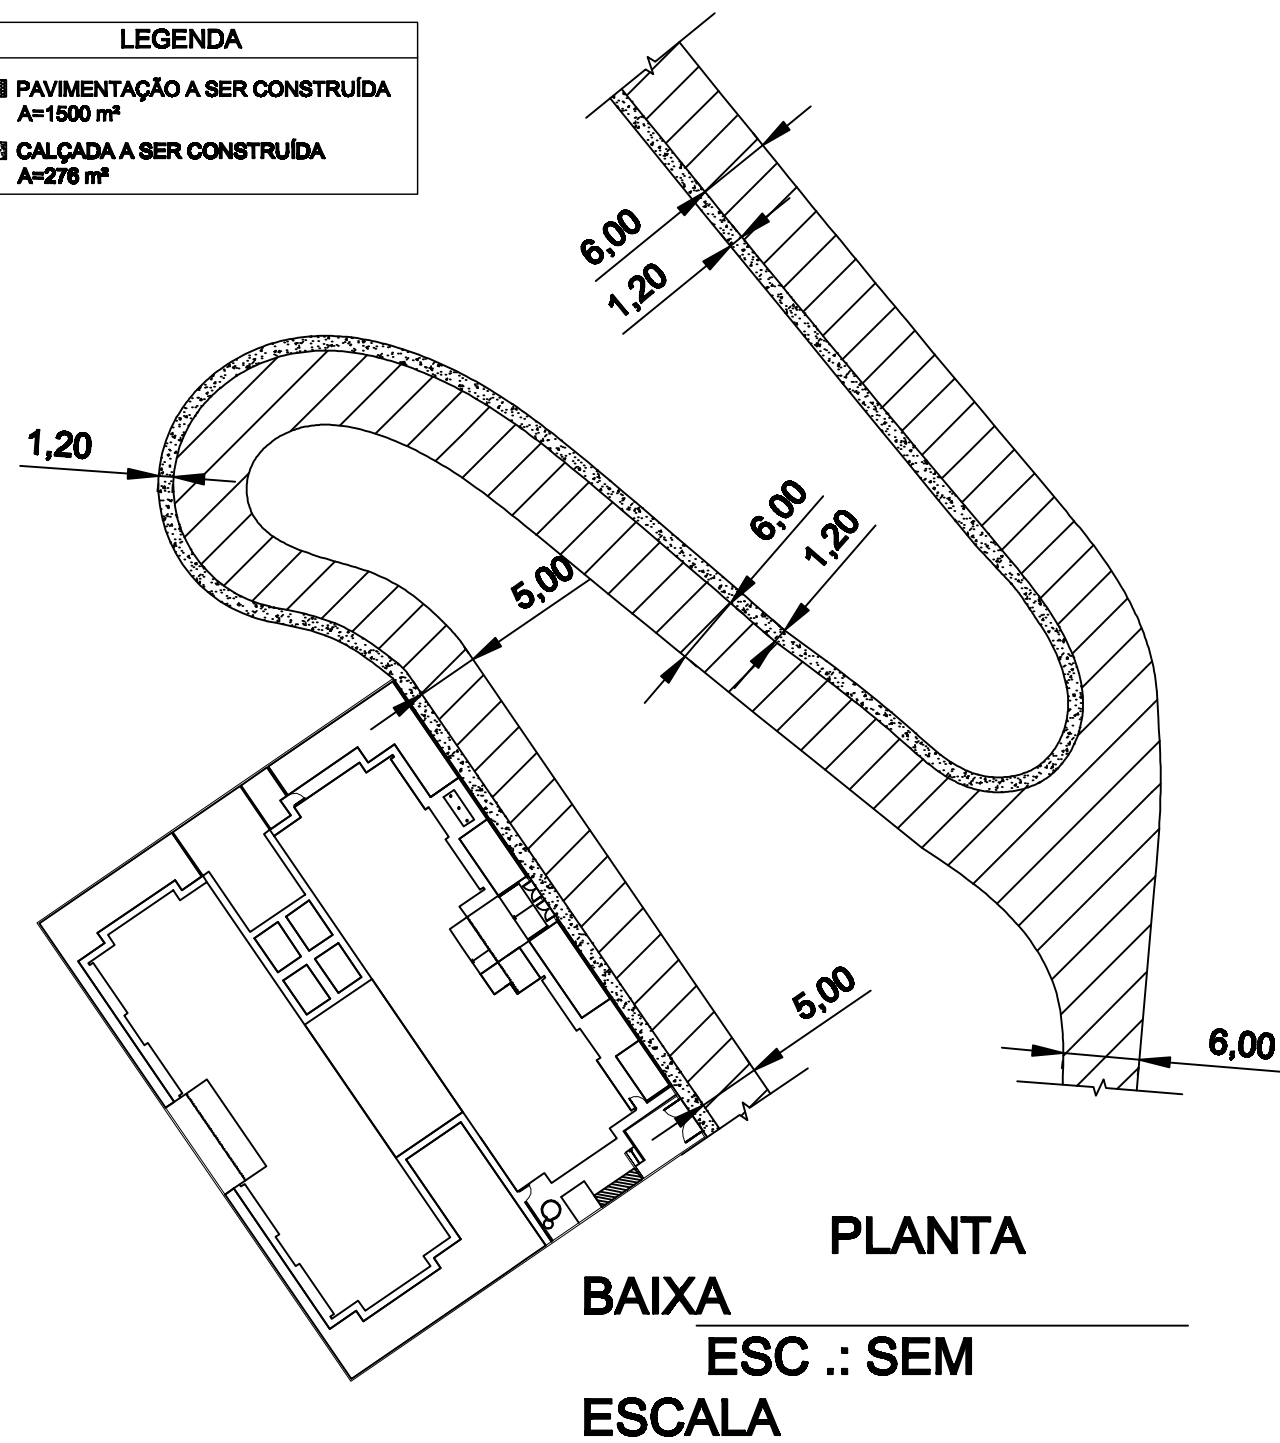 LEGENDA
PAVIMENTAÇÃO A SER CONSTRUÍDA
A=1500 m²
CALÇADA A SER CONSTRUÍDA
A=276 m²
6,00
1,20
1,20
6,00
1,20
5,00
5,00
6,00
PLANTA
BAIXA
ESC .: SEM
ESCALA